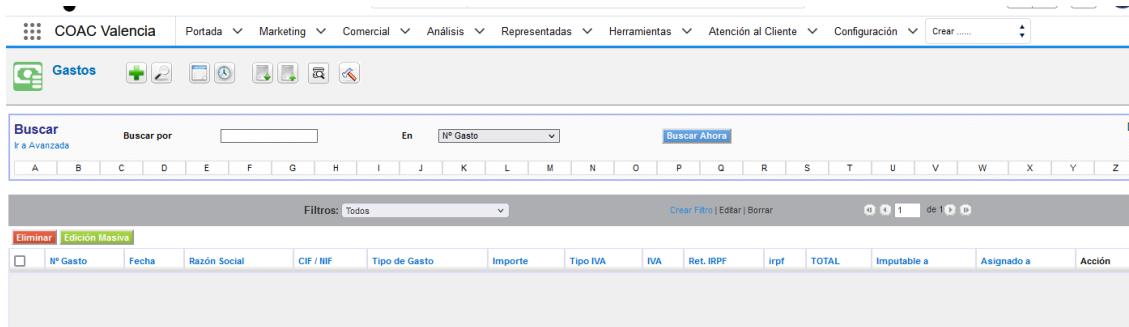 COAC Valencia Portada Marketing Comercial Análisis Representadas Herramientas Atención al Cliente Configuración Crear ......
Gastos
Buscar
Ir a Avanzada
Buscar por En Nº Gasto Buscar Ahora
A B C D E F G H I J K L M N O P Q R S T U V W X Y Z
Filtros: Todos Crear Filtro | Editar | Borrar 1 de 1
Eliminar Edición Masiva
Nº Gasto Fecha Razón Social CIF / NIF Tipo de Gasto Importe Tipo IVA IVA Ret. IRPF irpf TOTAL Imputable a Asignado a Acción